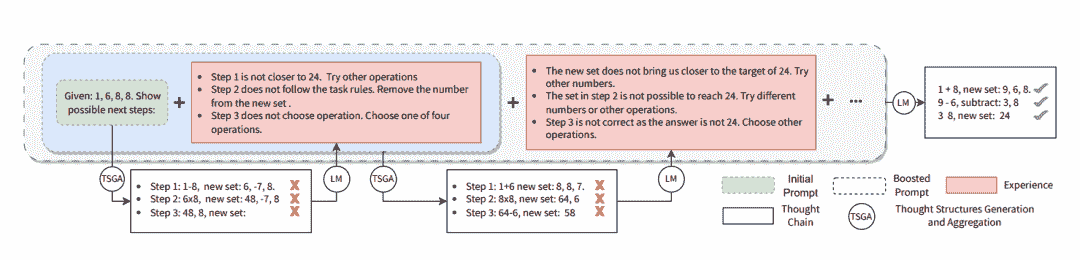 Given: 1, 6, 8, 8. Show
possible next steps:
+
• Step 1 is not closer to 24. Try other operations
• Step 2 does not follow the task rules. Remove the number
from the new set .
• Step 3 does not choose operation. Choose one of four
operations.
+
• The new set does not bring us closer to the target of 24. Try
other numbers.
• The set in step 2 is not possible to reach 24. Try different
numbers or other operations.
• Step 3 is not correct as the answer is not 24. Choose other
operations.
+ ...
LM
1 + 8, new set: 9, 6, 8.
9 - 6, subtract: 3, 8
3 8, new set: 24
TSGA
• Step 1: 1-8, new set: 6, -7, 8.
• Step 2: 6x8, new set: 48, -7, 8
• Step 3: 48, 8, new set:
LM
TSGA
• Step 1: 1+6 new set: 8, 8, 7.
• Step 2: 8x8, new set: 64, 6
• Step 3: 64-6, new set: 58
LM
Initial
Prompt
Boosted
Prompt
Experience
Thought
Chain
TSGA
Thought Structures Generation
and Aggregation